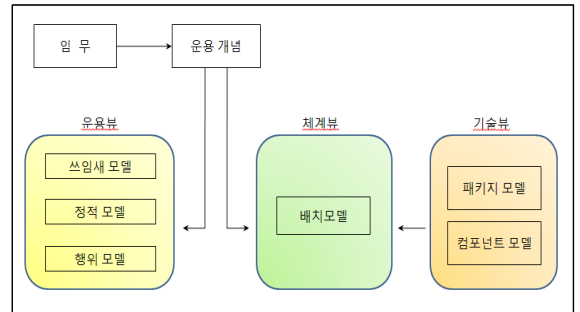 임 무
운용 개념
운용뷰
체계뷰
기술뷰
쓰임새 모델
정적 모델
행위 모델
배치모델
패키지 모델
컴포넌트 모델